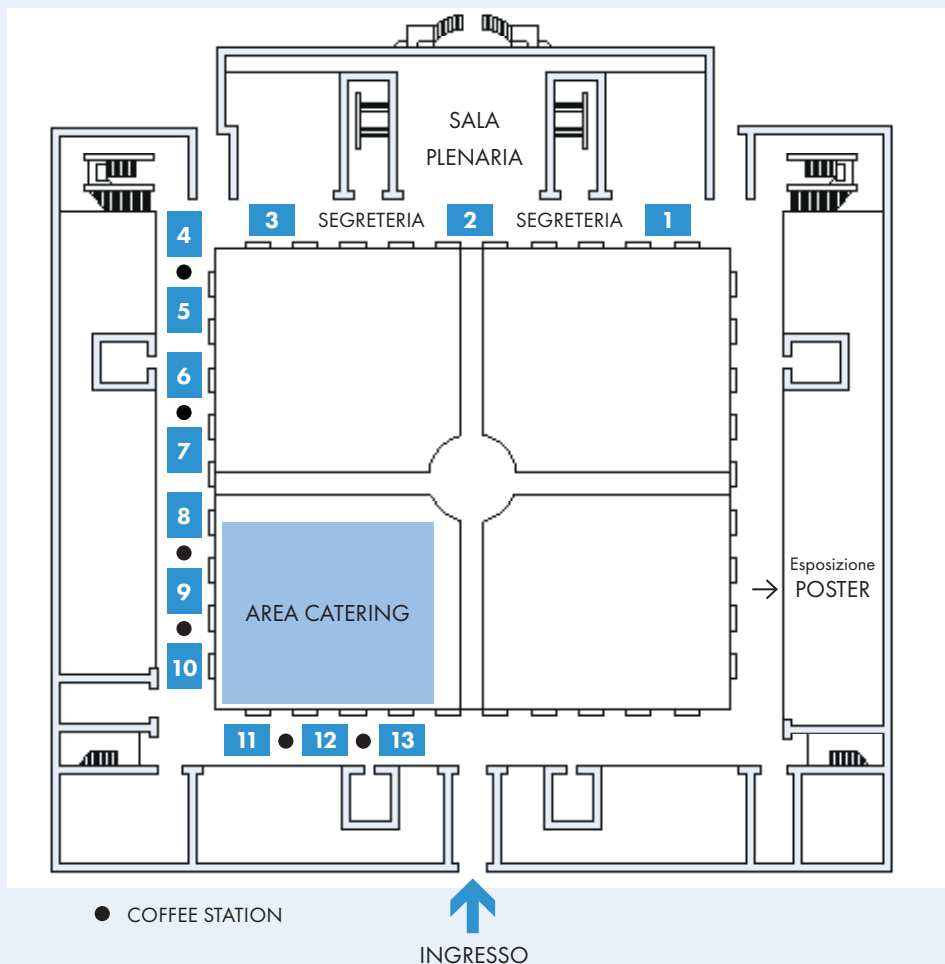 SALA
PLENARIA
3 SEGRETERIA 2 SEGRETERIA 1
4
5
6
7
8
9
10
Esposizione
POSTER
AREA CATERING
11 12 13
COFFEE STATION
INGRESSO